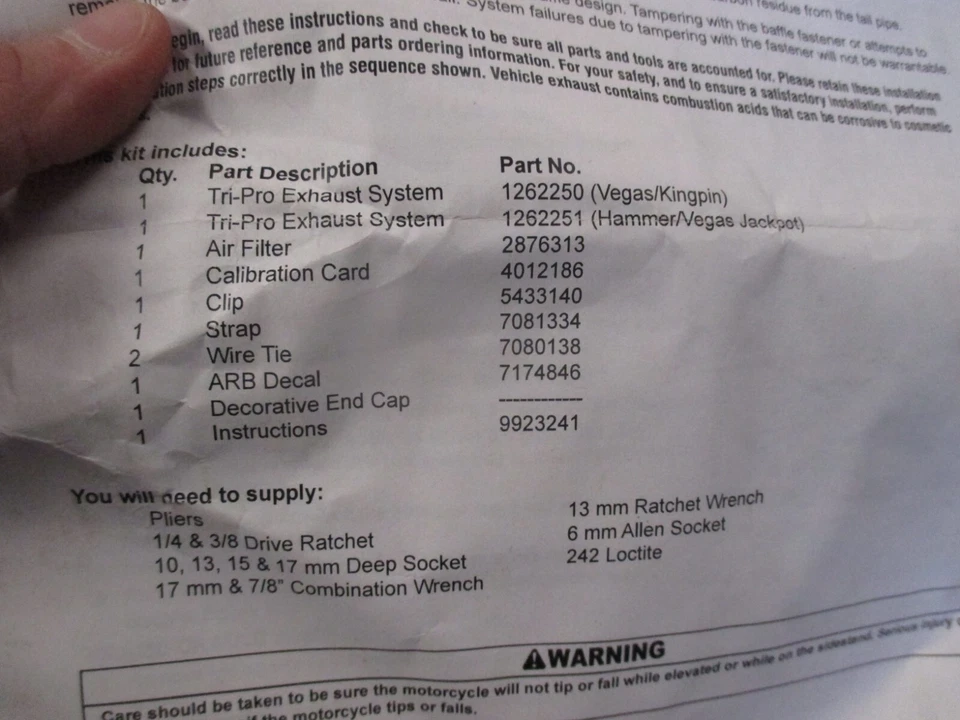 design. Tampering with the baffle fastener or attempts to
System failures due to tampering with the fastener will not be warrantable.
read these instructions and check to be sure all parts and tools are accounted for. Please retain these installation
for future reference and parts ordering information. For your safety, and to ensure a satisfactory installation, perform
steps correctly in the sequence shown. Vehicle exhaust contains combustion acids that can be corrosive to cosmetic
kit includes:
Qty. Part Description Part No.
1 Tri-Pro Exhaust System 1262250 (Vegas/Kingpin)
1 Tri-Pro Exhaust System 1262251 (Hammer/Vegas Jackpot)
1 Air Filter 2876313
1 Calibration Card 4012186
1 Clip 5433140
1 Strap 7081334
2 Wire Tie 7080138
1 ARB Decal 7174846
1 Decorative End Cap ------------
1 Instructions 9923241
You will need to supply:
Pliers 13 mm Ratchet Wrench
1/4 & 3/8 Drive Ratchet 6 mm Allen Socket
10, 13, 15 & 17 mm Deep Socket 242 Loctite
17 mm & 7/8" Combination Wrench
⚠WARNING
Care should be taken to be sure the motorcycle will not tip or fall while elevated or while on the sidestand. Serious injury
if the motorcycle tips or falls.